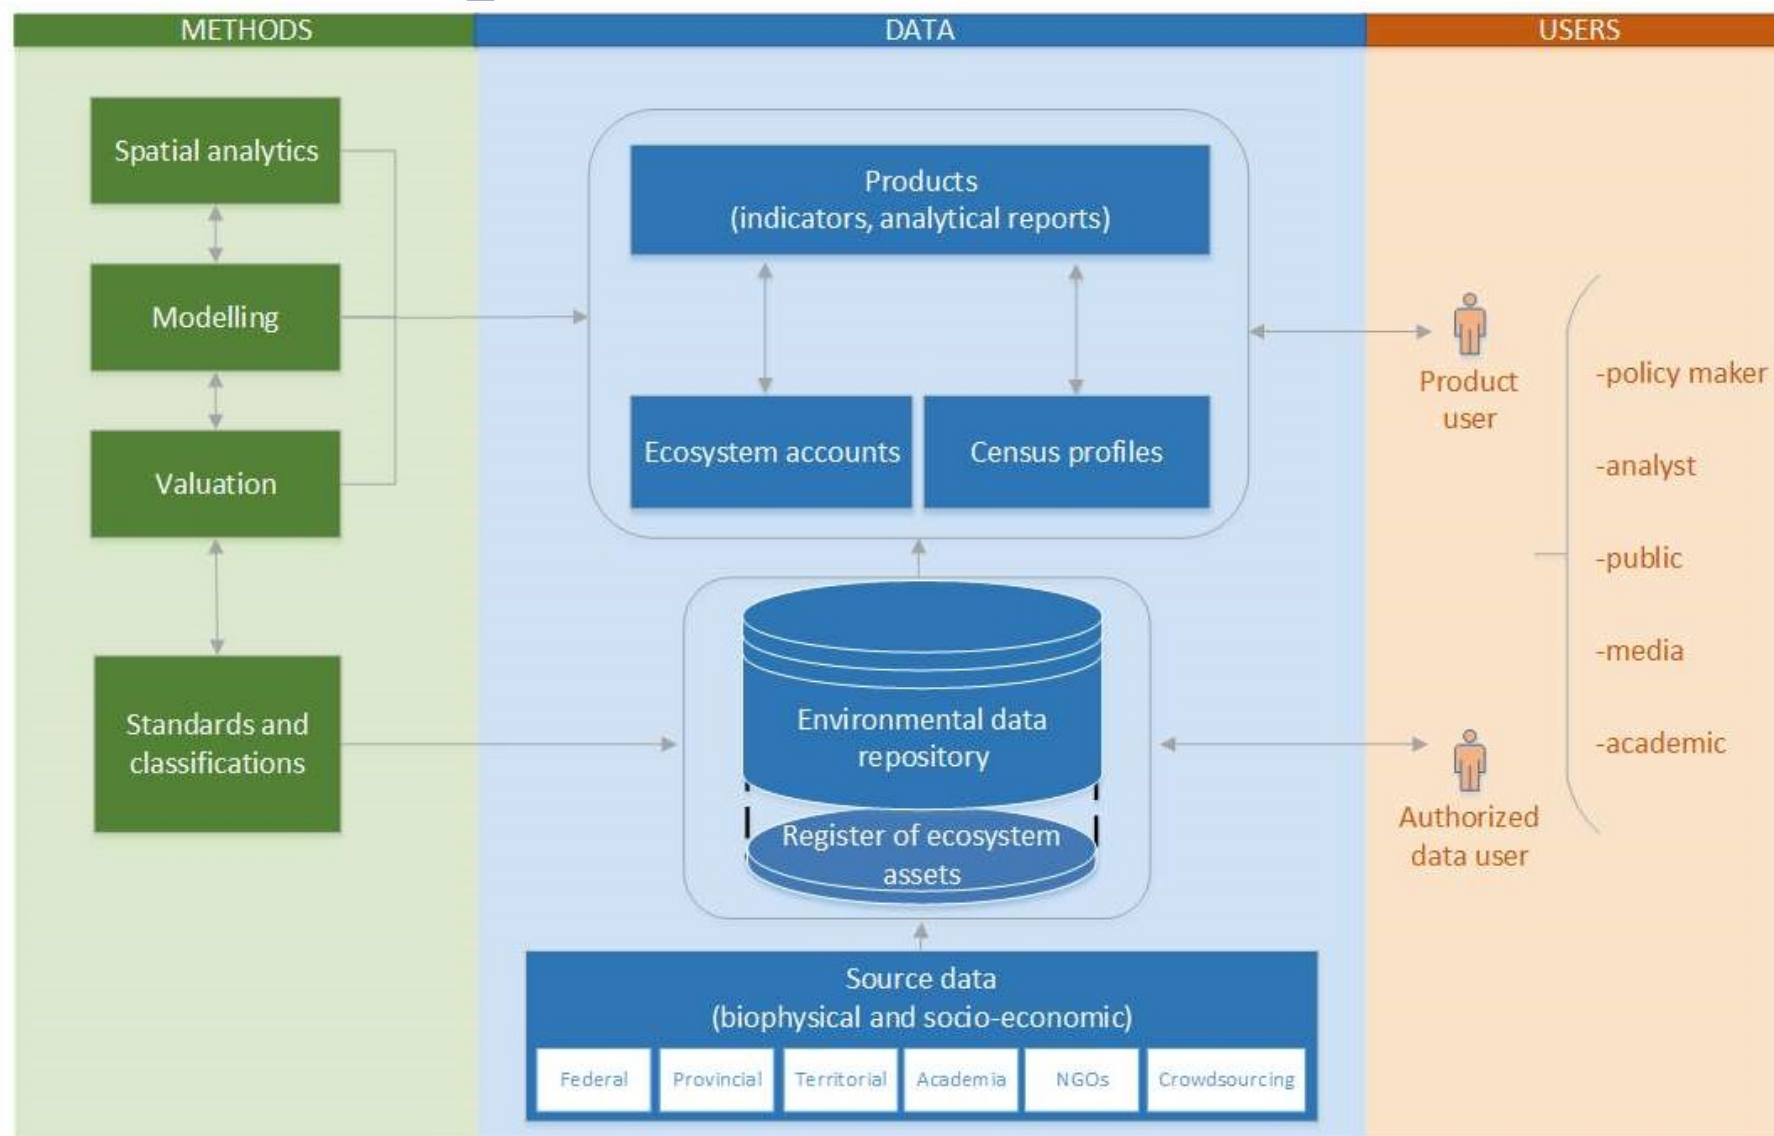 METHODS
DATA
USERS
Spatial analytics
Modelling
Valuation
Standards and
classifications
Products
(indicators, analytical reports)
Ecosystem accounts
Census profiles
Environmental data
repository
Register of ecosystem
assets
Source data
(biophysical and socio-economic)
Federal
Provincial
Territorial
Academia
NGOs
Crowdsourcing
Product
user
Authorized
data user
-policy maker
-analyst
-public
-media
-academic